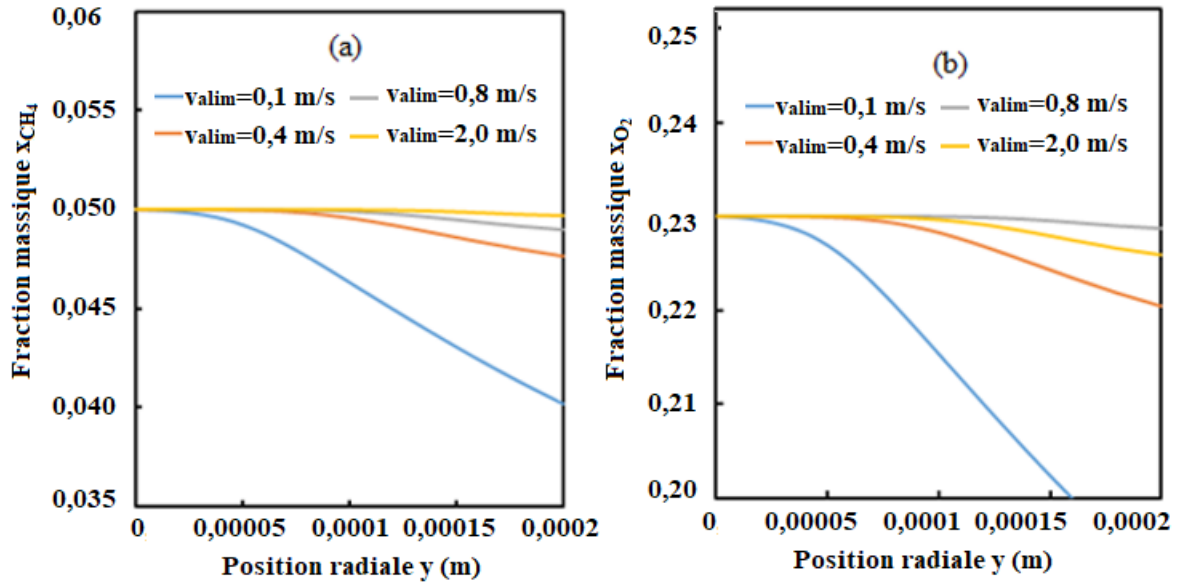 (a)
valim=0,1 m/s
valim=0,8 m/s
valim=0,4 m/s
valim=2,0 m/s
Fraction massique xCH4
0,06
0,055
0,050
0,045
0,040
0,035
0
0,00005
0,0001
0,00015
0,0002
Position radiale y (m)
(b)
valim=0,1 m/s
valim=0,8 m/s
valim=0,4 m/s
valim=2,0 m/s
Fraction massique xO2
0,25
0,24
0,23
0,22
0,21
0,20
0
0,00005
0,0001
0,00015
0,0002
Position radiale y (m)